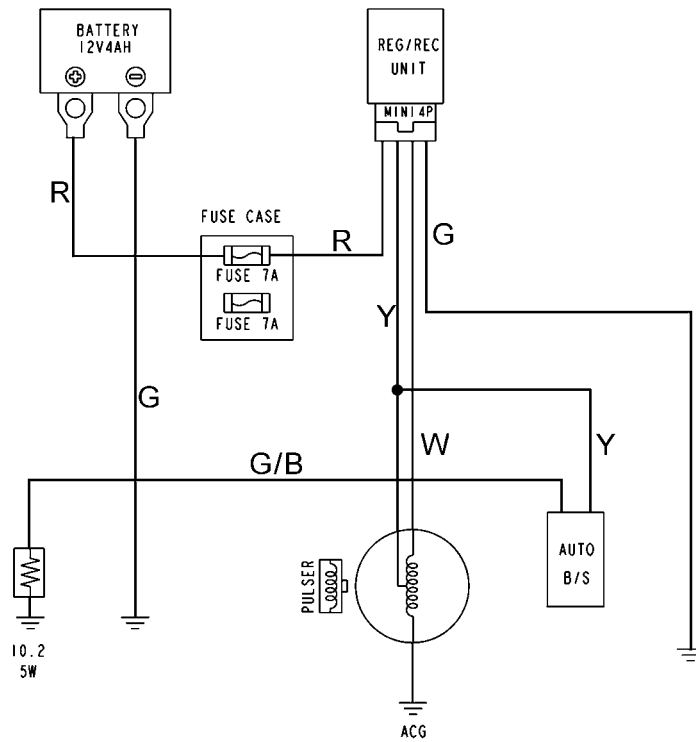 BATTERY
12V4AH
REG/REC
UNIT
MINI4P
R
FUSE CASE
R
G
FUSE 7A
Y
FUSE 7A
G
W
Y
G/B
AUTO
B/S
PULSER
10.2
5W
ACG